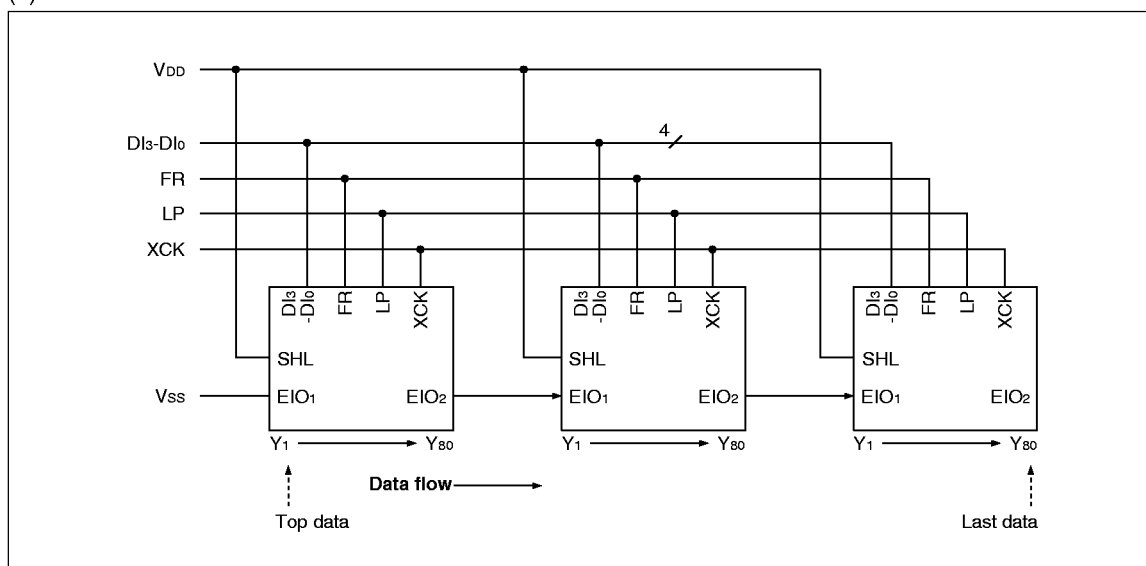 VDD
DI3-DI0
4
FR
LP
XCK
DI3 -DI0 FR LP XCK
DI3 -DI0 FR LP XCK
DI3 -DI0 FR LP XCK
SHL SHL SHL
VSS EIO1 EIO2 EIO1 EIO2 EIO1 EIO2
Y1 Y80 Y1 Y80 Y1 Y80
Data flow
Top data Last data